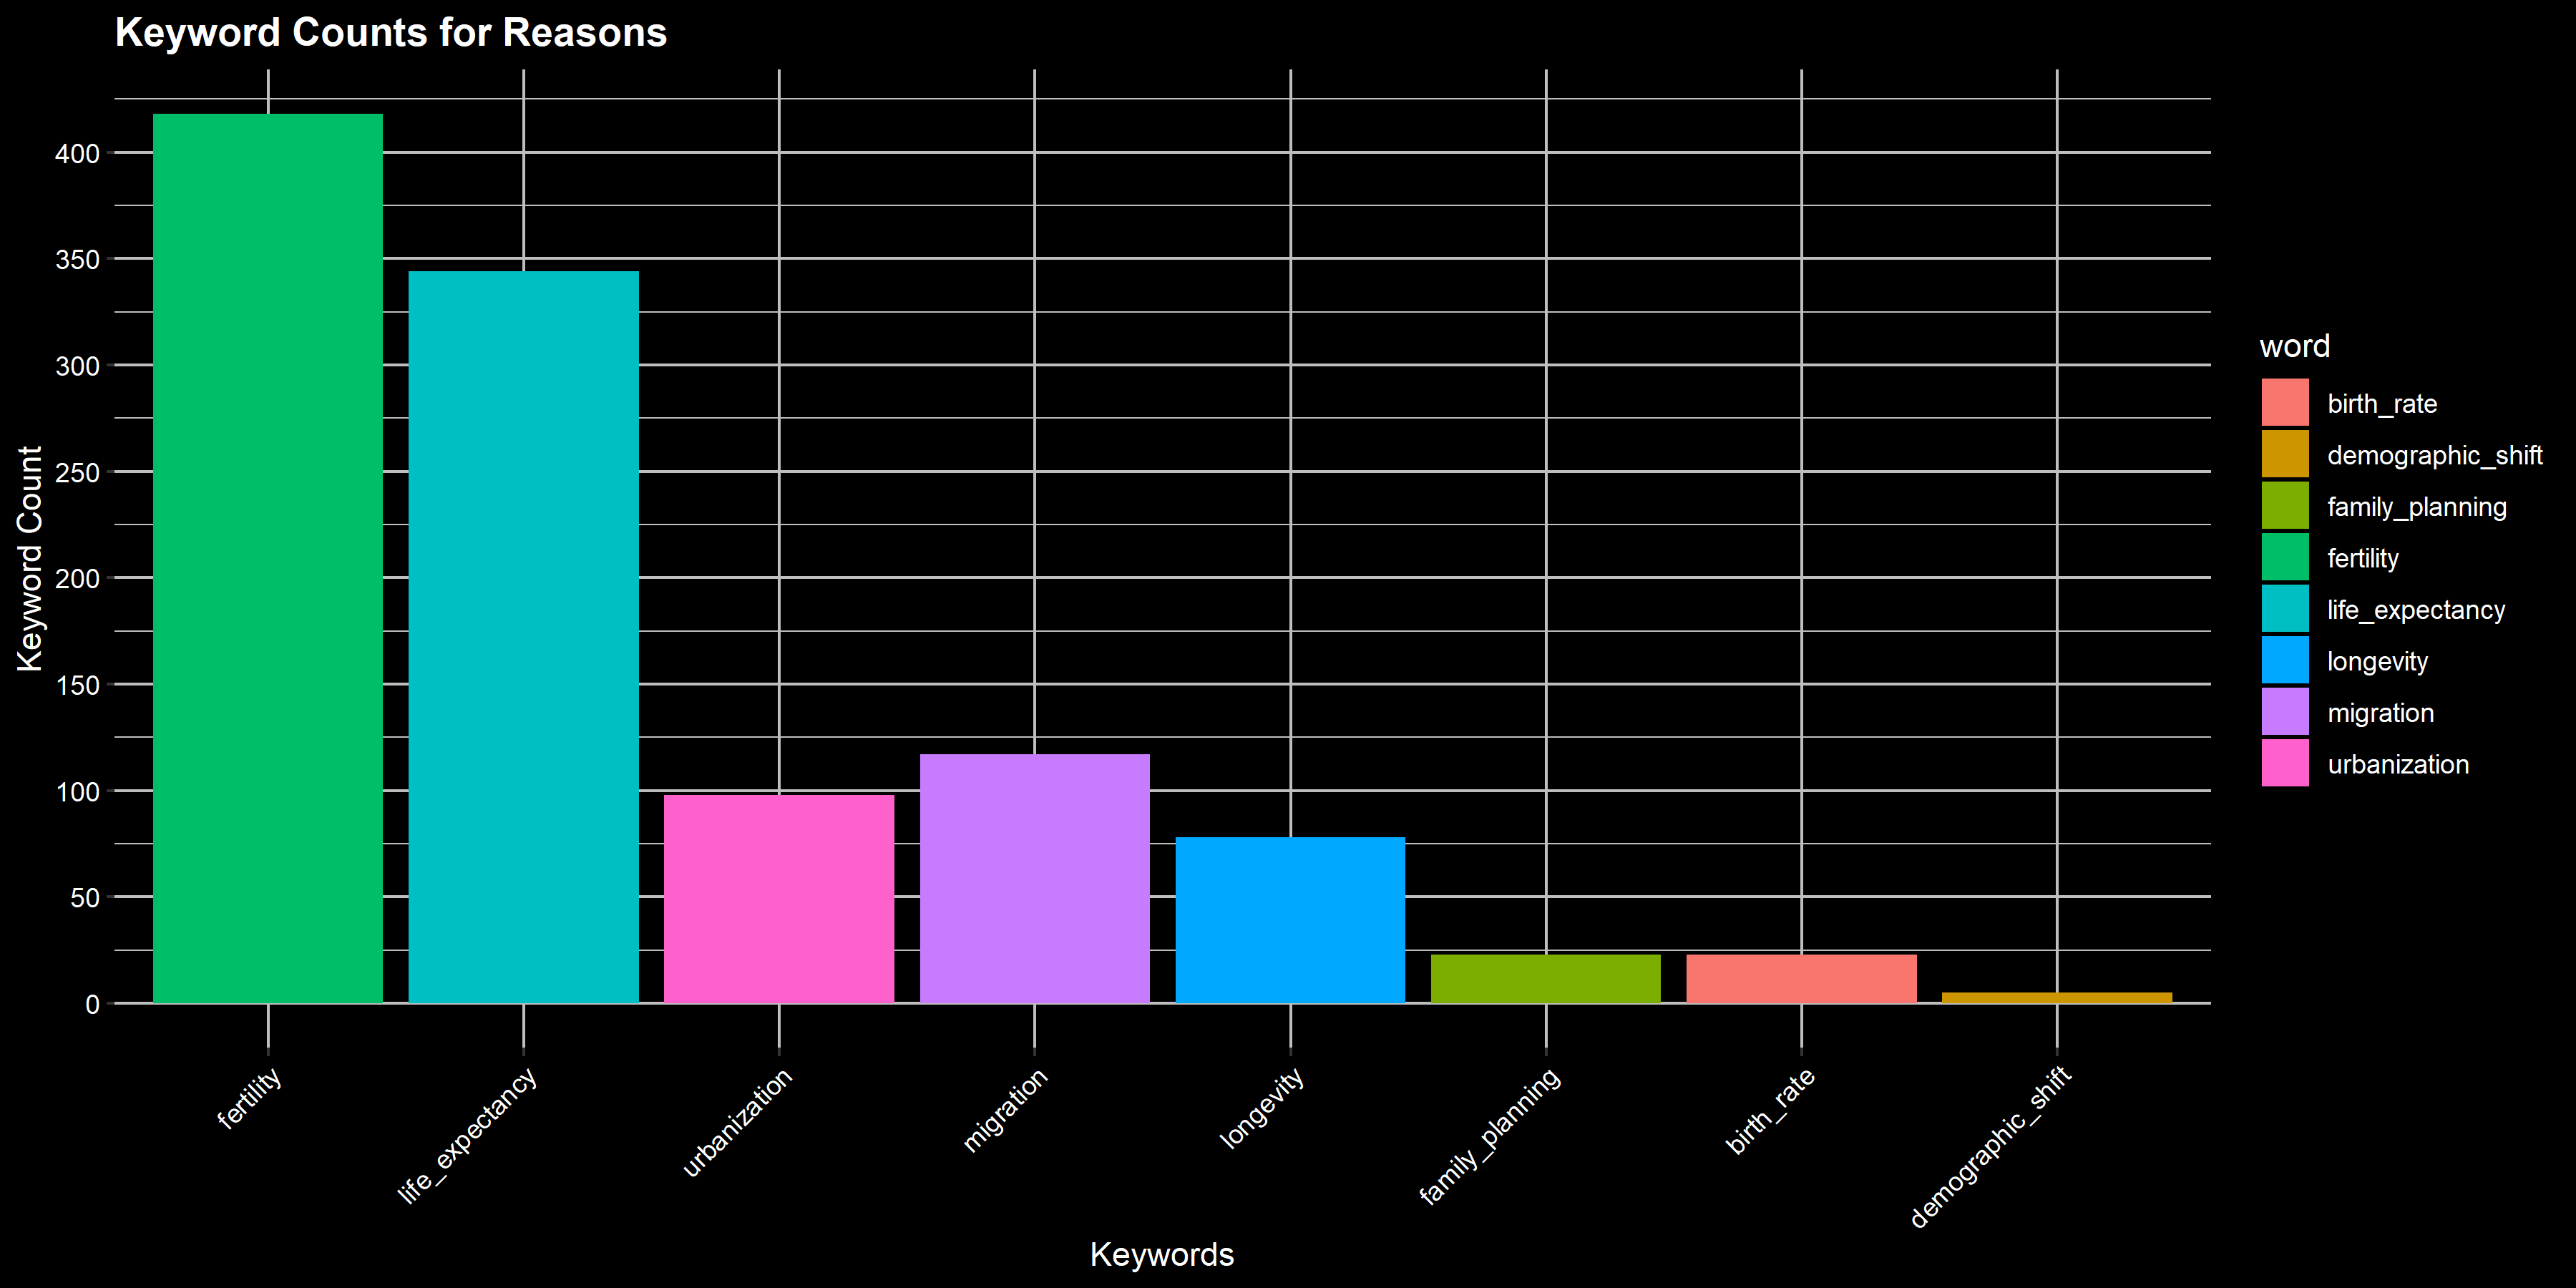 Keyword Counts for Reasons
Keyword Count
400
350
300
250
200
150
100
50
0
fertility
life_expectancy
urbanization
migration
longevity
family_planning
birth_rate
demographic_shift
Keywords
word
birth_rate
demographic_shift
family_planning
fertility
life_expectancy
longevity
migration
urbanization